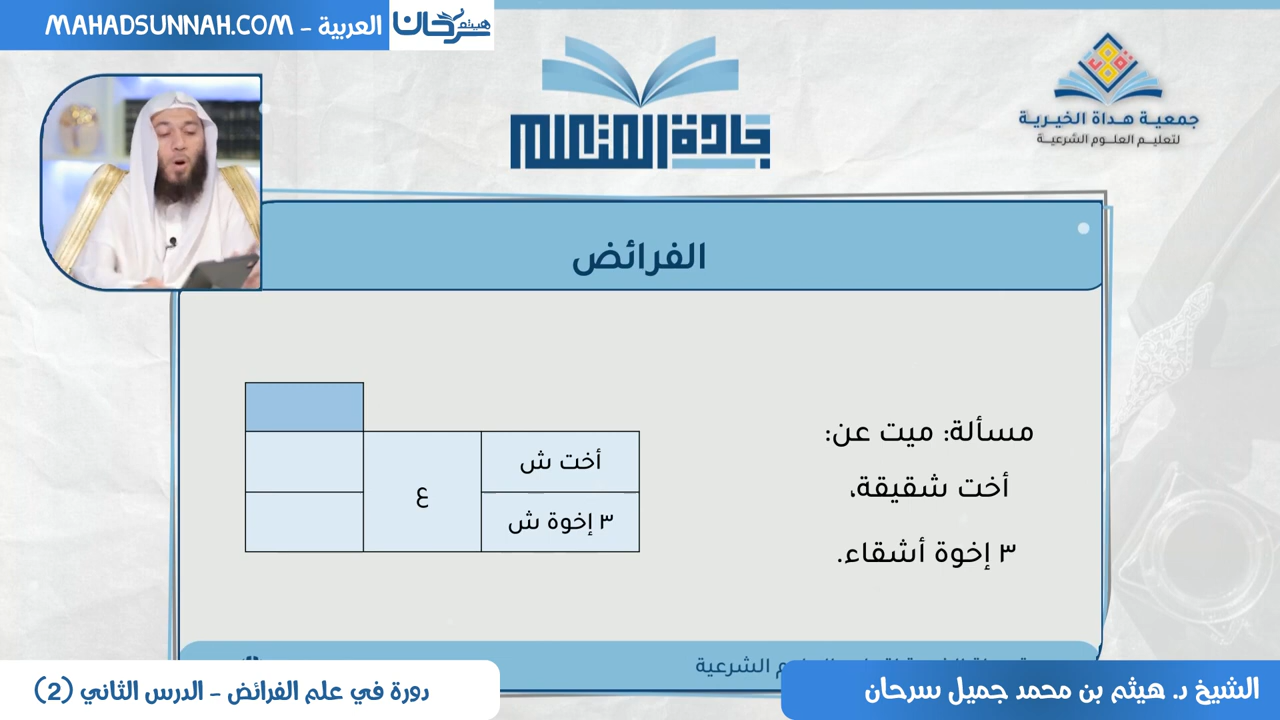 العربية - MAHADSUNNAH.COM
هيثم سرحان
جادة المتعلم
جمعية هداة الخيرية
لتعليم العلوم الشرعية
الفرائض
مسألة: ميت عن:
أخت شقيقة،
٣ إخوة أشقاء.
أخت ش
ع
٣ إخوة ش
الشرعية
الشيخ د. هيثم بن محمد جميل سرحان
دورة في علم الفرائض - الدرس الثاني (2)